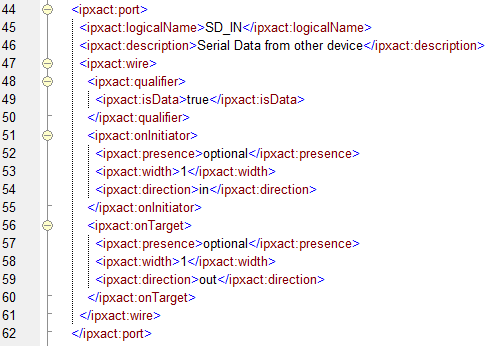 44 <ipxact:port>
45 <ipxact:logicalName>SD_IN</ipxact:logicalName>
46 <ipxact:description>Serial Data from other device</ipxact:description>
47 <ipxact:wire>
48 <ipxact:qualifier>
49 <ipxact:isData>true</ipxact:isData>
50 </ipxact:qualifier>
51 <ipxact:onInitiator>
52 <ipxact:presence>optional</ipxact:presence>
53 <ipxact:width>1</ipxact:width>
54 <ipxact:direction>in</ipxact:direction>
55 </ipxact:onInitiator>
56 <ipxact:onTarget>
57 <ipxact:presence>optional</ipxact:presence>
58 <ipxact:width>1</ipxact:width>
59 <ipxact:direction>out</ipxact:direction>
60 </ipxact:onTarget>
61 </ipxact:wire>
62 </ipxact:port>